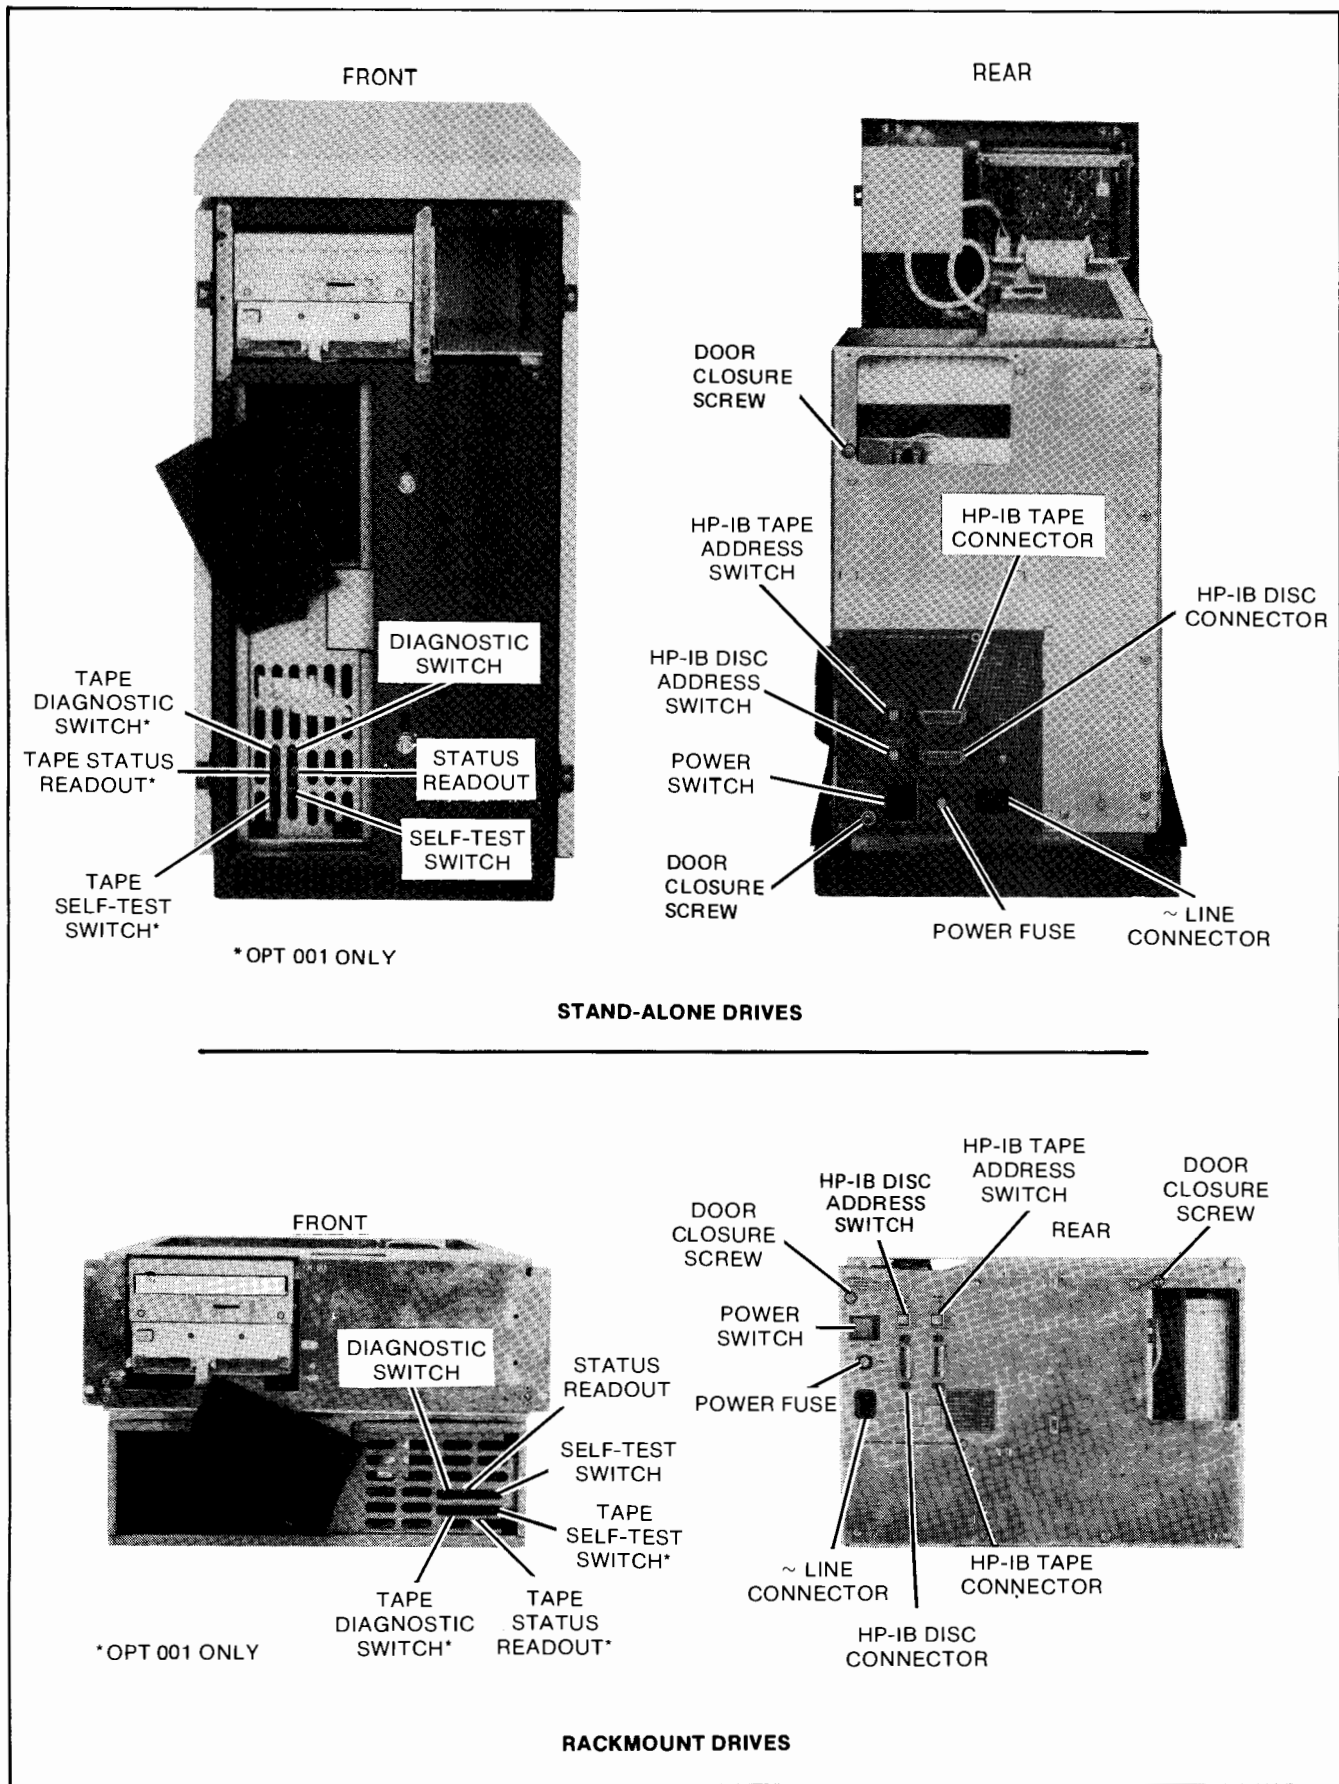 FRONT
REAR
DOOR
CLOSURE
SCREW
HP-IB TAPE
ADDRESS
SWITCH
HP-IB TAPE
CONNECTOR
HP-IB DISC
CONNECTOR
DIAGNOSTIC
SWITCH
HP-IB DISC
ADDRESS
SWITCH
TAPE
DIAGNOSTIC
SWITCH*
TAPE STATUS
READOUT*
STATUS
READOUT
POWER
SWITCH
SELF-TEST
SWITCH
TAPE
SELF-TEST
SWITCH*
DOOR
CLOSURE
SCREW
POWER FUSE
~ LINE
CONNECTOR
*OPT 001 ONLY
STAND-ALONE DRIVES
FRONT
DOOR
CLOSURE
SCREW
HP-IB DISC
ADDRESS
SWITCH
HP-IB TAPE
ADDRESS
SWITCH
REAR
DOOR
CLOSURE
SCREW
DIAGNOSTIC
SWITCH
STATUS
READOUT
POWER
SWITCH
POWER FUSE
SELF-TEST
SWITCH
TAPE
SELF-TEST
SWITCH*
TAPE
DIAGNOSTIC
SWITCH*
TAPE
STATUS
READOUT*
~ LINE
CONNECTOR
HP-IB TAPE
CONNECTOR
HP-IB DISC
CONNECTOR
*OPT 001 ONLY
RACKMOUNT DRIVES